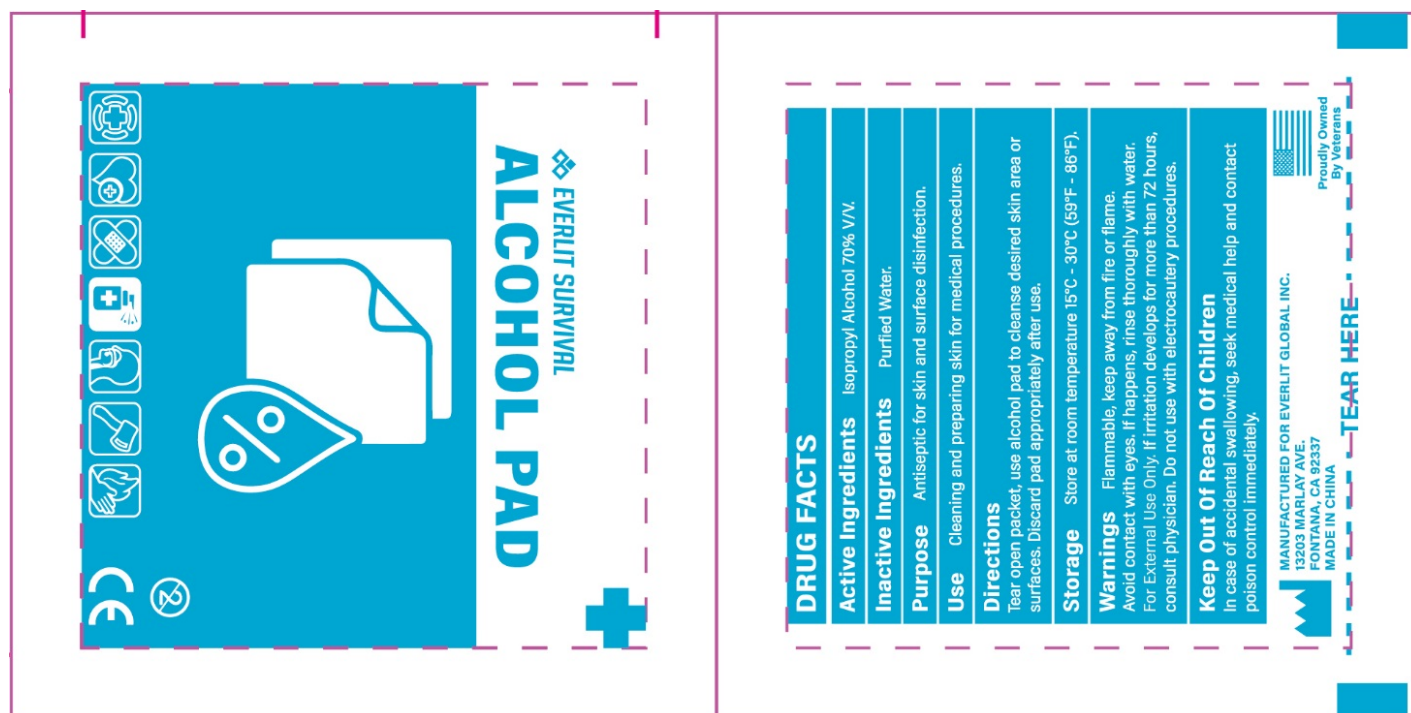 EVERLIT SURVIVAL
ALCOHOL PAD
CE
2
DRUG FACTS
Active Ingredients Isopropyl Alcohol 70% V/V.
Inactive Ingredients Purfied Water.
Purpose Antiseptic for skin and surface disinfection.
Use Cleaning and preparing skin for medical procedures.
Directions
Tear open packet, use alcohol pad to cleanse desired skin area or
surfaces. Discard pad appropriately after use.
Storage Store at room temperature 15°C - 30°C (59°F - 86°F).
Warnings Flammable, keep away from fire or flame.
Avoid contact with eyes. If happens, rinse thoroughly with water.
For External Use Only. If irritation develops for more than 72 hours,
consult physician. Do not use with electrocautery procedures.
Keep Out Of Reach Of Children
In case of accidental swallowing, seek medical help and contact
poison control immediately.
MANUFACTURED FOR EVERLIT GLOBAL INC.
13203 MARLAY AVE.
FONTANA, CA 92337
MADE IN CHINA
Proudly Owned
By Veterans
TEAR HERE